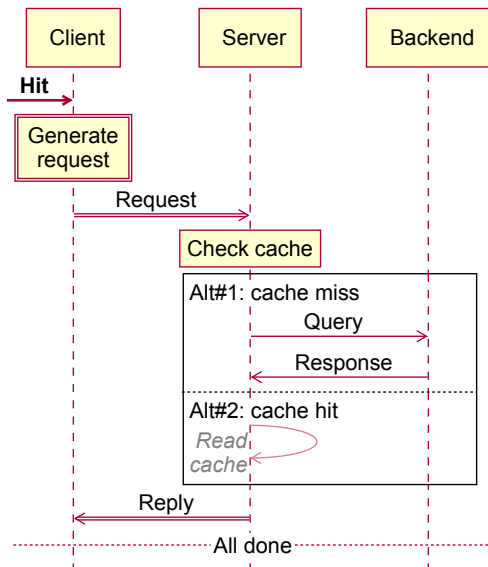 Client
Server
Backend
Hit
Generate
request
Request
Check cache
Alt#1: cache miss
Query
Response
Alt#2: cache hit
Read
cache
Reply
All done